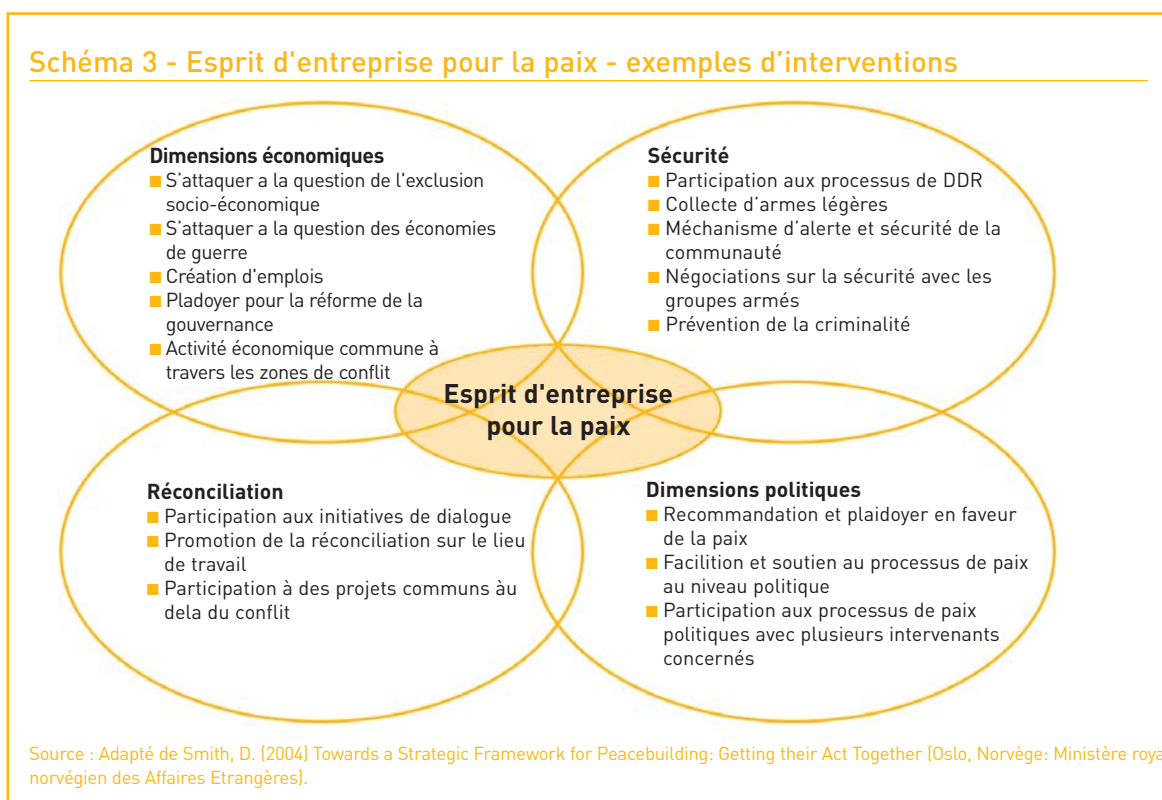 Schéma 3 - Esprit d'entreprise pour la paix - exemples d’interventions
Dimensions économiques
■ S’attaquer a la question de l'exclusion
socio-économique
■ S’attaquer a la question des économies
de guerre
■ Création d'emplois
■ Pladoyer pour la réforme de la
gouvernance
■ Activité économique commune à
travers les zones de conflit
Sécurité
■ Participation aux processus de DDR
■ Collecte d’armes légères
■ Méchanisme d’alerte et sécurité de la
communauté
■ Négociations sur la sécurité avec les
groupes armés
■ Prévention de la criminalité
Esprit d'entreprise
pour la paix
Réconciliation
■ Participation aux initiatives de dialogue
■ Promotion de la réconciliation sur le lieu
de travail
■ Participation à des projets communs àu
dela du conflit
Dimensions politiques
■ Recommandation et plaidoyer en faveur
de la paix
■ Facilition et soutien au processus de paix
au niveau politique
■ Participation aux processus de paix
politiques avec plusieurs intervenants
concernés
Source : Adapté de Smith, D. (2004) Towards a Strategic Framework for Peacebuilding: Getting their Act Together (Oslo, Norvège: Ministère roya
norvégien des Affaires Etrangères).